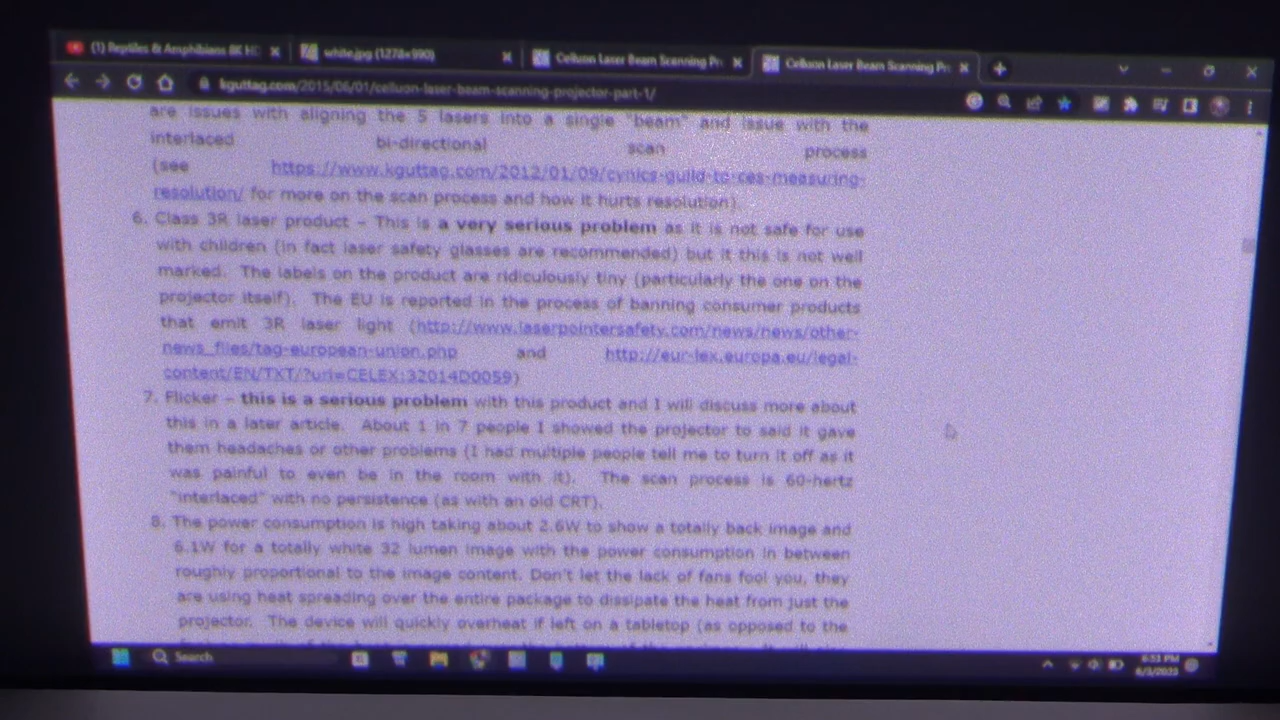 (1) Reptiles & Amphibians 8K HD
white.jpg (1278×990)
Celluon Laser Beam Scanning Pr
Celluon Laser Beam Scanning Pr
kguttag.com/2015/06/01/celluon-laser-beam-scanning-projector-part-1/
are issues with aligning the 5 lasers into a single "beam" and issue with the
interlaced bi-directional scan process
(see https://www.kguttag.com/2012/01/09/cynics-guild-to-ces-measuring-
resolution/ for more on the scan process and how it hurts resolution).
6. Class 3R laser product – This is a very serious problem as it is not safe for use
with children (in fact laser safety glasses are recommended) but it this is not well
marked. The labels on the product are ridiculously tiny (particularly the one on the
projector itself). The EU is reported in the process of banning consumer products
that emit 3R laser light (http://www.laserpointersafety.com/news/news/other-
news_files/tag-european-union.php and http://eur-lex.europa.eu/legal-
content/EN/TXT/?uri=CELEX:32014D0059)
7. Flicker – this is a serious problem with this product and I will discuss more about
this in a later article. About 1 in 7 people I showed the projector to said it gave
them headaches or other problems (I had multiple people tell me to turn it off as it
was painful to even be in the room with it). The scan process is 60-hertz
"interlaced" with no persistence (as with an old CRT).
8. The power consumption is high taking about 2.6W to show a totally back image and
6.1W for a totally white 32 lumen image with the power consumption in between
roughly proportional to the image content. Don't let the lack of fans fool you, they
are using heat spreading over the entire package to dissipate the heat from just the
projector. The device will quickly overheat if left on a tabletop (as opposed to the
Search
6:51 PM